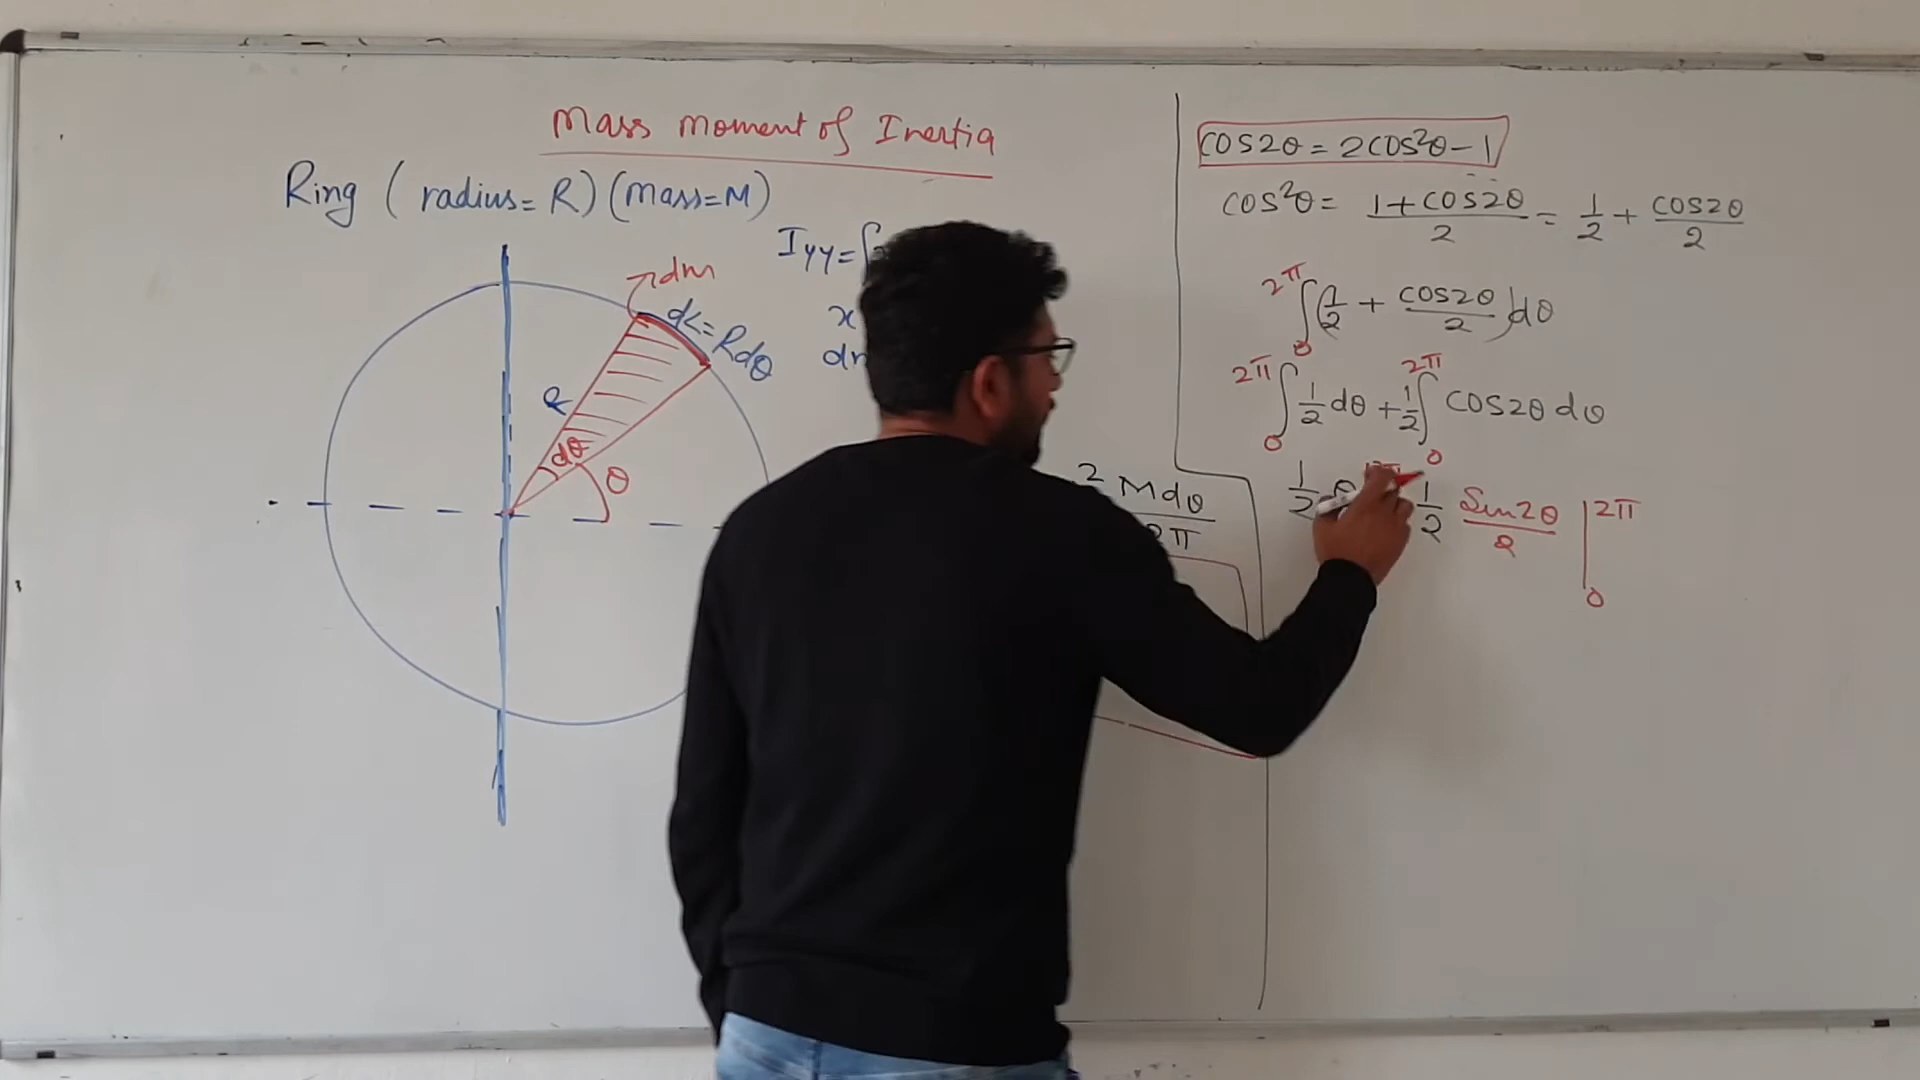 Mass moment of Inertia
Ring (radius=R)(mass=M)
Iyy=∫
x
dm
dL=Rdθ
R
dθ
θ
2 Mdθ
2π
cos2θ=2cos²θ-1
cos²θ= 1+cos2θ/2 = 1/2 + cos2θ/2
2π ∫ 0 (1/2 + cos2θ/2)dθ
2π ∫ 0 1/2 dθ + 1/2 2π ∫ 0 cos2θ dθ
1/2 θ 1/2 sin2θ/2 | 2π 0